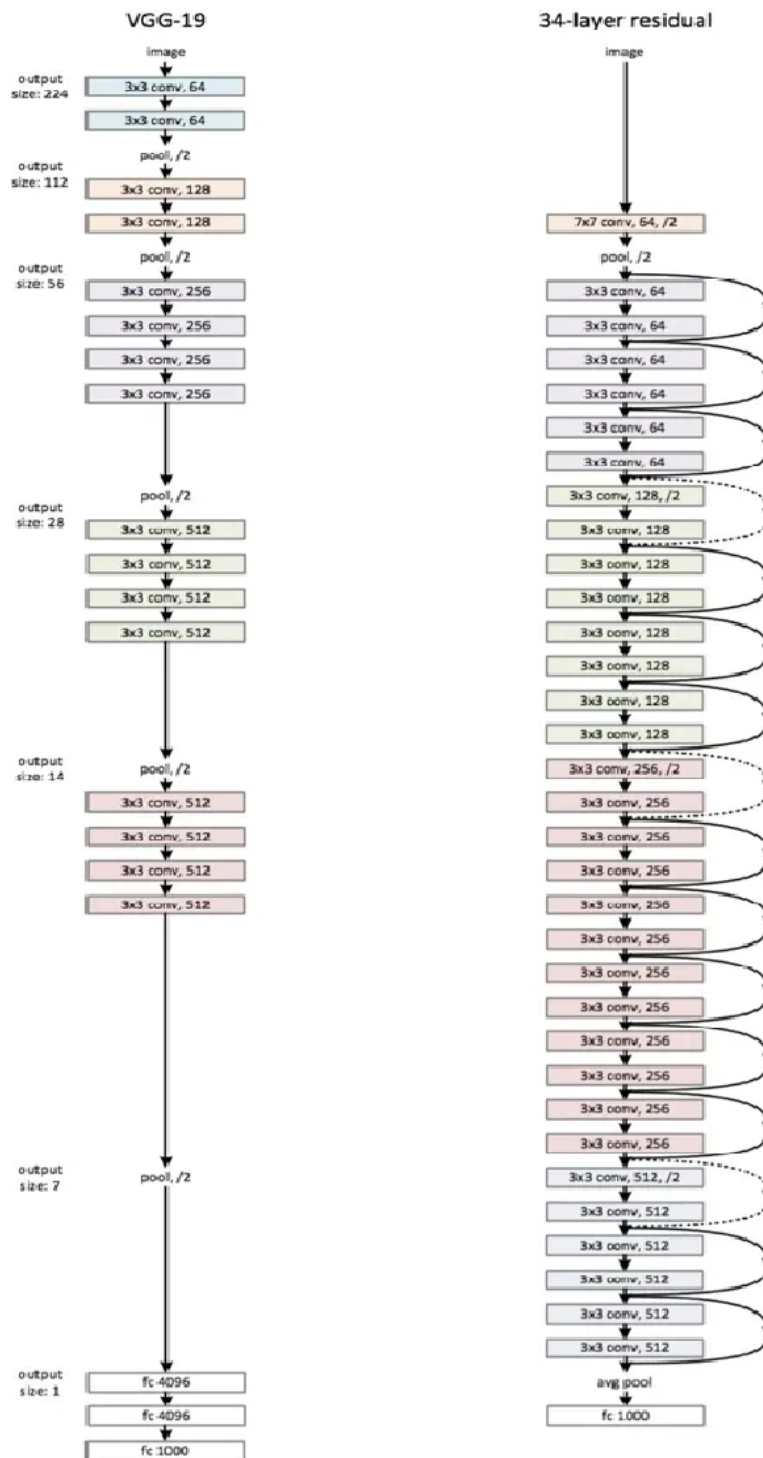 VGG-19
image
output
size: 224
3x3 conv, 64
3x3 conv, 64
pool, /2
output
size: 112
3x3 conv, 128
3x3 conv, 128
pool, /2
output
size: 56
3x3 conv, 256
3x3 conv, 256
3x3 conv, 256
3x3 conv, 256
pool, /2
output
size: 28
3x3 conv, 512
3x3 conv, 512
3x3 conv, 512
3x3 conv, 512
pool, /2
output
size: 14
3x3 conv, 512
3x3 conv, 512
3x3 conv, 512
3x3 conv, 512
output
size: 7
pool, /2
output
size: 1
fc 4096
fc 4096
fc 1000
34-layer residual
image
7x7 conv, 64, /2
pool, /2
3x3 conv, 64
3x3 conv, 64
3x3 conv, 64
3x3 conv, 64
3x3 conv, 64
3x3 conv, 64
3x3 conv, 128, /2
3x3 conv, 128
3x3 conv, 128
3x3 conv, 128
3x3 conv, 128
3x3 conv, 128
3x3 conv, 128
3x3 conv, 128
3x3 conv, 256, /2
3x3 conv, 256
3x3 conv, 256
3x3 conv, 256
3x3 conv, 256
3x3 conv, 256
3x3 conv, 256
3x3 conv, 256
3x3 conv, 256
3x3 conv, 256
3x3 conv, 256
3x3 conv, 256
3x3 conv, 512, /2
3x3 conv, 512
3x3 conv, 512
3x3 conv, 512
3x3 conv, 512
3x3 conv, 512
avg pool
fc 1000